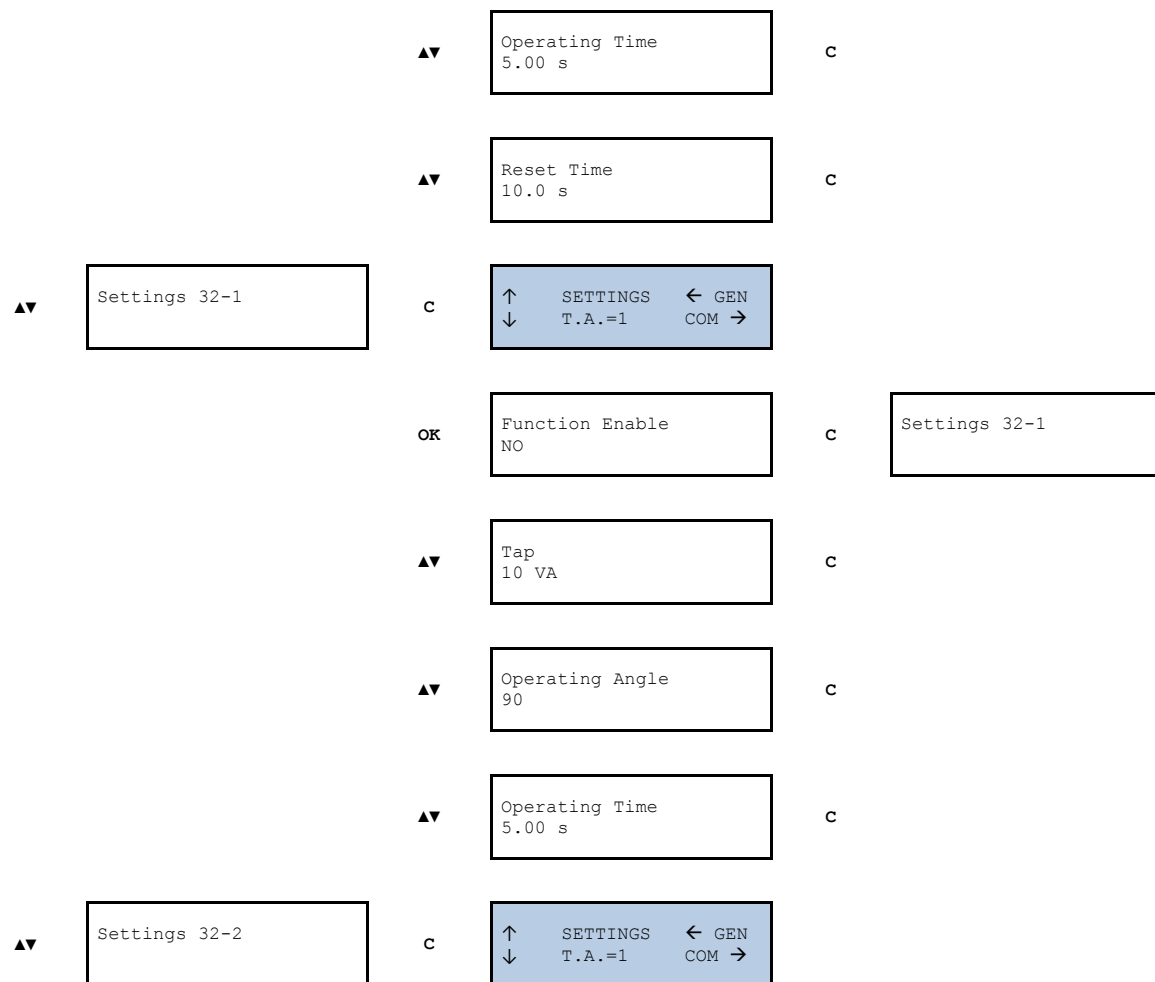 ▲▼
Operating Time
5.00 s
C
▲▼
Reset Time
10.0 s
C
▲▼
Settings 32-1
C
↑ SETTINGS ← GEN
↓ T.A.=1 COM →
OK
Function Enable
NO
C
Settings 32-1
▲▼
Tap
10 VA
C
▲▼
Operating Angle
90
C
▲▼
Operating Time
5.00 s
C
▲▼
Settings 32-2
C
↑ SETTINGS ← GEN
↓ T.A.=1 COM →